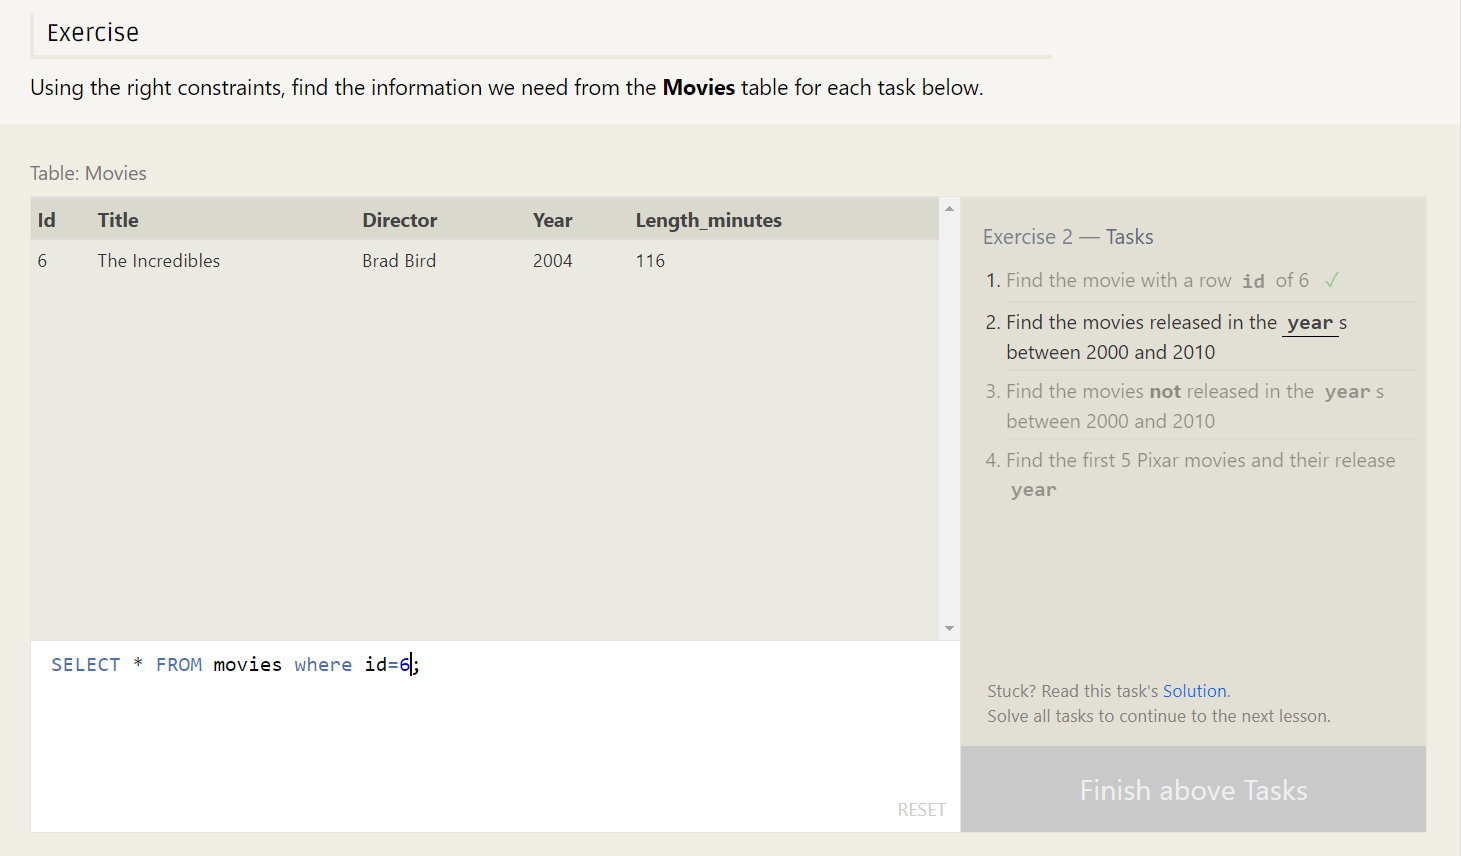 Exercise
Using the right constraints, find the information we need from the Movies table for each task below.
Table: Movies
Id Title Director Year Length_minutes
6 The Incredibles Brad Bird 2004 116
SELECT * FROM movies where id=6;
RESET
Exercise 2 — Tasks
1. Find the movie with a row id of 6 ✓
2. Find the movies released in the year s
between 2000 and 2010
3. Find the movies not released in the year s
between 2000 and 2010
4. Find the first 5 Pixar movies and their release
year
Stuck? Read this task's Solution.
Solve all tasks to continue to the next lesson.
Finish above Tasks